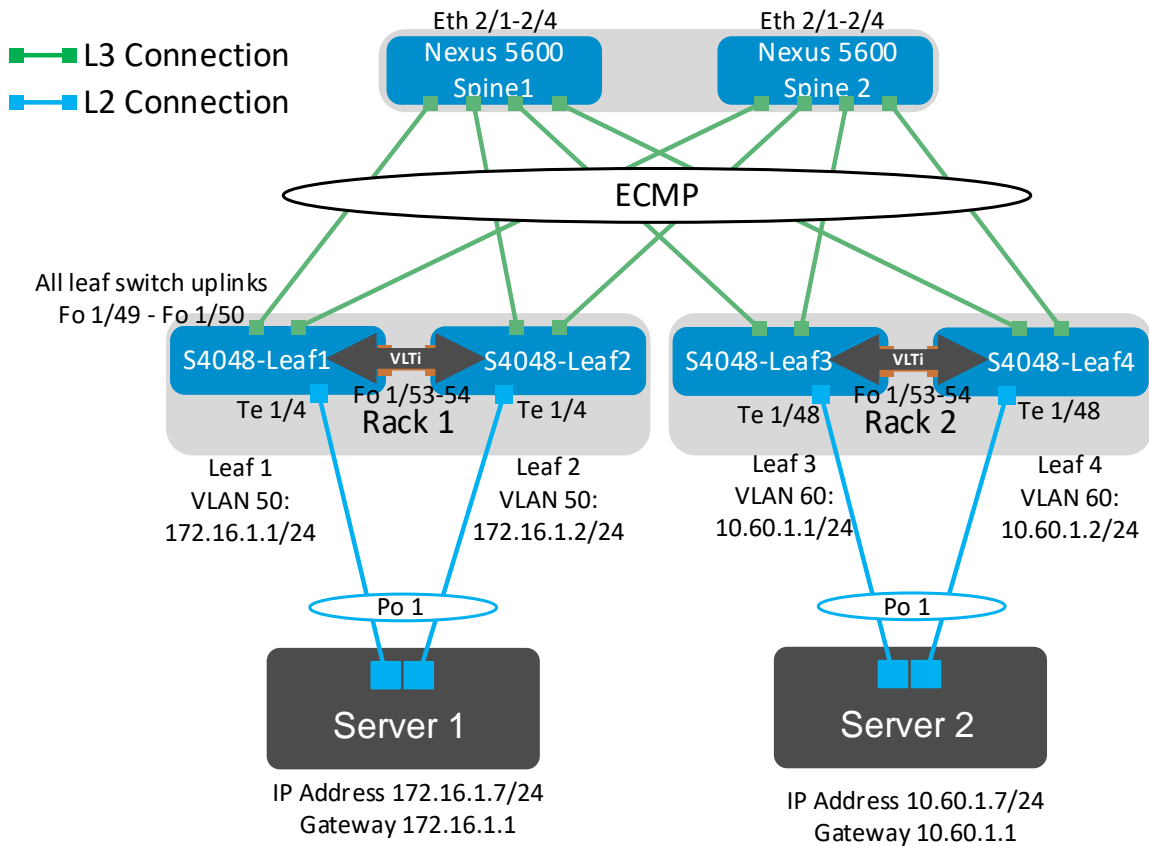 Eth 2/1-2/4
Eth 2/1-2/4
L3 Connection
L2 Connection
Nexus 5600
Spine1
Nexus 5600
Spine 2
ECMP
All leaf switch uplinks
Fo 1/49 - Fo 1/50
S4048-Leaf1
VLTi
S4048-Leaf2
S4048-Leaf3
VLTi
S4048-Leaf4
Te 1/4
Fo 1/53-54
Te 1/4
Rack 1
Te 1/48
Fo 1/53-54
Te 1/48
Rack 2
Leaf 1
VLAN 50:
172.16.1.1/24
Leaf 2
VLAN 50:
172.16.1.2/24
Leaf 3
VLAN 60:
10.60.1.1/24
Leaf 4
VLAN 60:
10.60.1.2/24
Po 1
Po 1
Server 1
Server 2
IP Address 172.16.1.7/24
Gateway 172.16.1.1
IP Address 10.60.1.7/24
Gateway 10.60.1.1